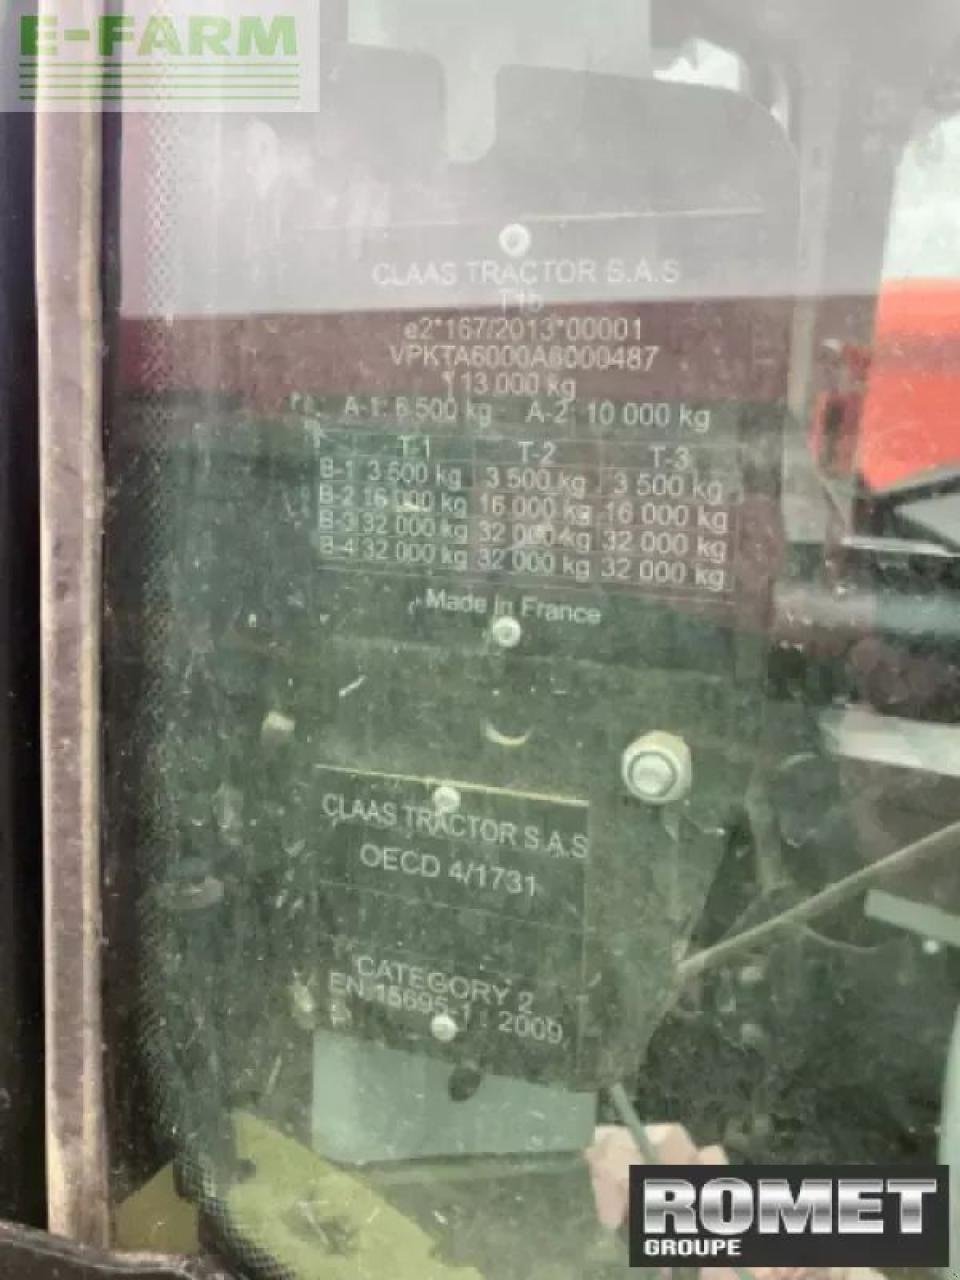 E-FARM
CLAAS TRACTOR S.A.S
T1b
e2*167/2013*00001
VPKTA6000A8000487
13 000 kg
A-1: 6 500 kg A-2: 10 000 kg
T-1 T-2 T-3
B-1 3 500 kg 3 500 kg 3 500 kg
B-2 16 000 kg 16 000 kg 16 000 kg
B-3 32 000 kg 32 000 kg 32 000 kg
B-4 32 000 kg 32 000 kg 32 000 kg
Made in France
CLAAS TRACTOR S.A.S
OECD 4/1731
CATEGORY 2
EN 15695-1 : 2009
ROMET
GROUPE